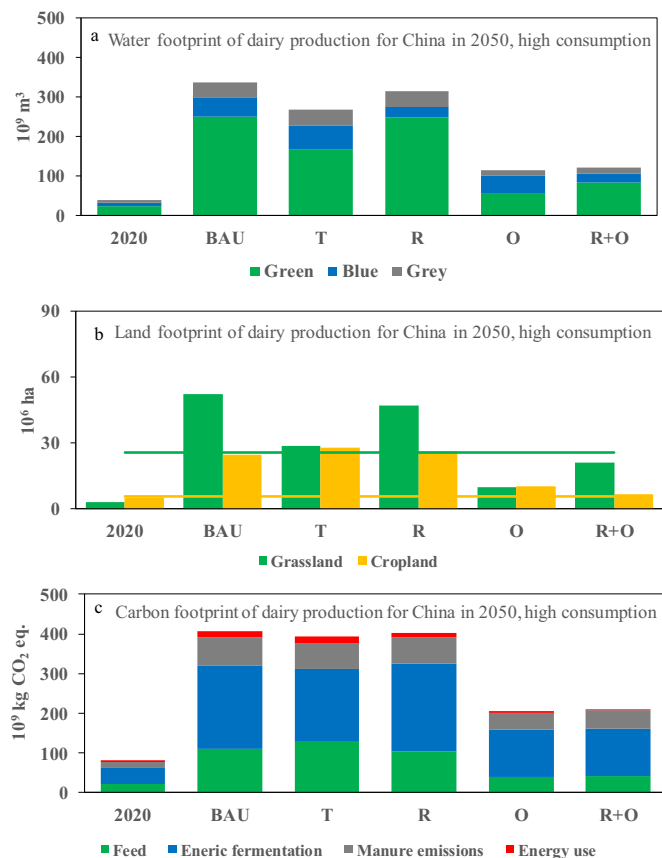 500
a Water footprint of dairy production for China in 2050, high consumption
400
300
200
100
0
10⁹ m³
2020 BAU T R O R+O
Green Blue Grey
90
b Land footprint of dairy production for China in 2050, high consumption
60
30
0
10⁶ ha
2020 BAU T R O R+O
Grassland Cropland
500
c Carbon footprint of dairy production for China in 2050, high consumption
400
300
200
100
0
10⁹ kg CO₂ eq.
2020 BAU T R O R+O
Feed Eneric fermentation Manure emissions Energy use